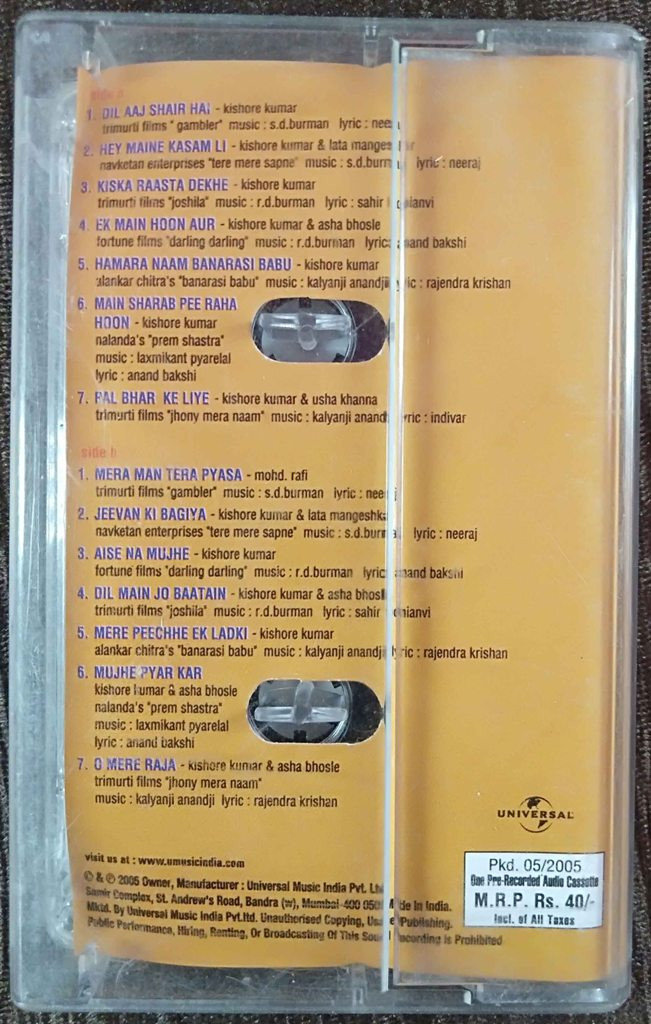 side a
1. DIL AAJ SHAIR HAI - kishore kumar
trimurti films " gambler" music : s.d.burman lyric :
2. HEY MAINE KASAM LI - kishore kumar & lata
navketan enterprises "tere mere sapne" music : s.d.burman lyric : neeraj
3. KISKA RAASTA DEKHE - kishore kumar
trimurti films "joshila" music : r.d.burman lyric : sahir
4. EK MAIN HOON AUR - kishore kumar & asha bhosle
fortune films "darling darling" music : r.d.burman lyric : anand bakshi
5. HAMARA NAAM BANARASI BABU - kishore kumar
alankar chitra's "banarasi babu" music : kalyanji anandji lyric : rajendra krishan
6. MAIN SHARAB PEE RAHA
HOON - kishore kumar
nalanda's "prem shastra"
music : laxmikant pyarelal
lyric : anand bakshi
7. PAL BHAR KE LIYE - kishore kumar & usha khanna
trimurti films "jhony mera naam" music : kalyanji anandji lyric : indivar
side b
1. MERA MAN TERA PYASA - mohd. rafi
trimurti films "gambler" music : s.d.burman lyric :
2. JEEVAN KI BAGIYA - kishore kumar & lata mangeshkar
navketan enterprises "tere mere sapne" music : s.d.burman lyric : neeraj
3. AISE NA MUJHE - kishore kumar
fortune films "darling darling" music : r.d.burman lyric : anand bakshi
4. DIL MAIN JO BAATAIN - kishore kumar & asha bhosle
trimurti films "joshila" music : r.d.burman lyric : sahir
5. MERE PEECHHE EK LADKI - kishore kumar
alankar chitra's "banarasi babu" music : kalyanji anandji lyric : rajendra krishan
6. MUJHE PYAR KAR
kishore kumar & asha bhosle
nalanda's "prem shastra"
music : laxmikant pyarelal
lyric : anand bakshi
7. O MERE RAJA - kishore kumar & asha bhosle
trimurti films "jhony mera naam"
music : kalyanji anandji lyric : rajendra krishan
UNIVERSAL
visit us at : www.umusicindia.com
© & ℗ 2005 Owner, Manufacturer : Universal Music India Pvt. Ltd.
Samir Complex, St. Andrew's Road, Bandra (w), Mumbai-400 050. Made in India.
Mktd. By Universal Music India Pvt.Ltd. Unauthorised Copying, Publishing.
Public Performance, Hiring, Renting, Or Broadcasting Of This Sound Recording is Prohibited
Pkd. 05/2005
One Pre-Recorded Audio Cassette
M.R.P. Rs. 40/-
Incl. of All Taxes